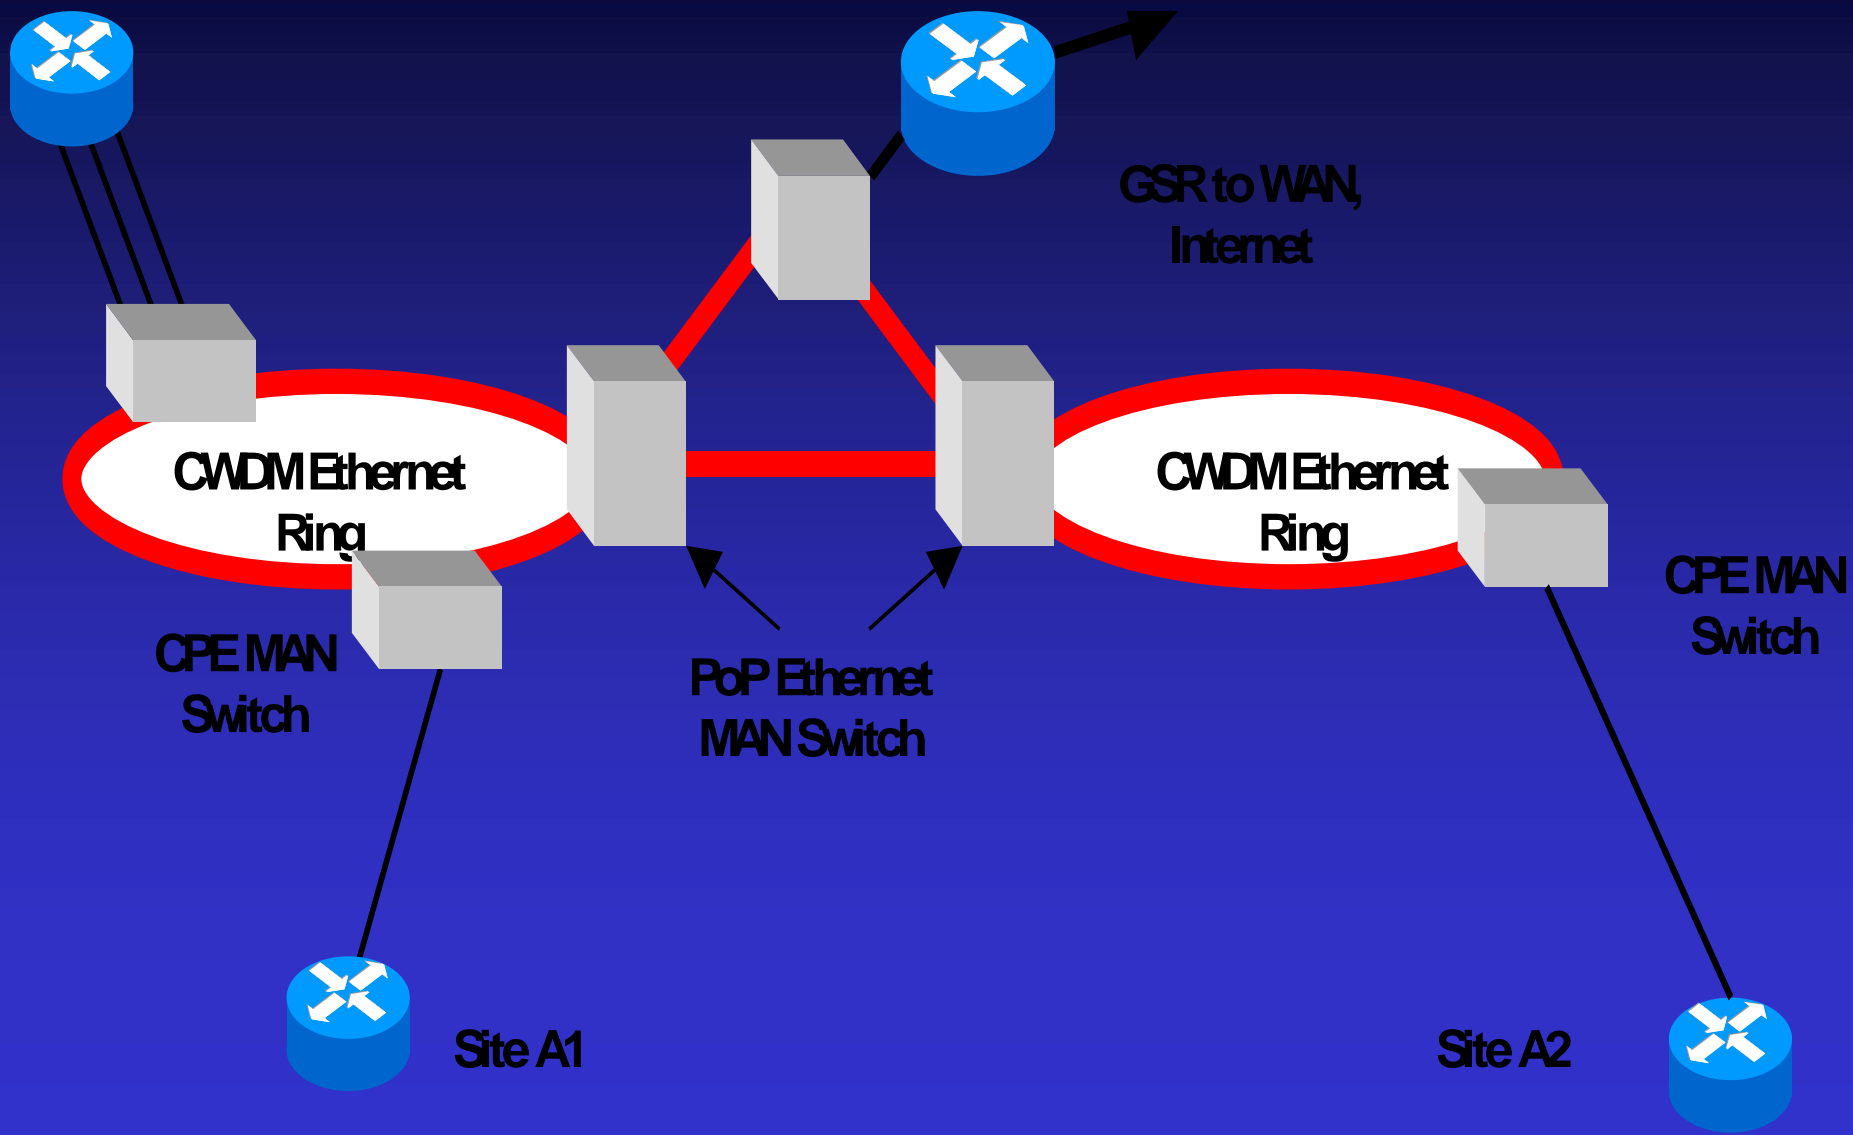 GSR to WAN,
Internet
CWDM Ethernet
Ring
CWDM Ethernet
Ring
CPE MAN
Switch
CPE MAN
Switch
PoP Ethernet
MAN Switch
Site A1
Site A2